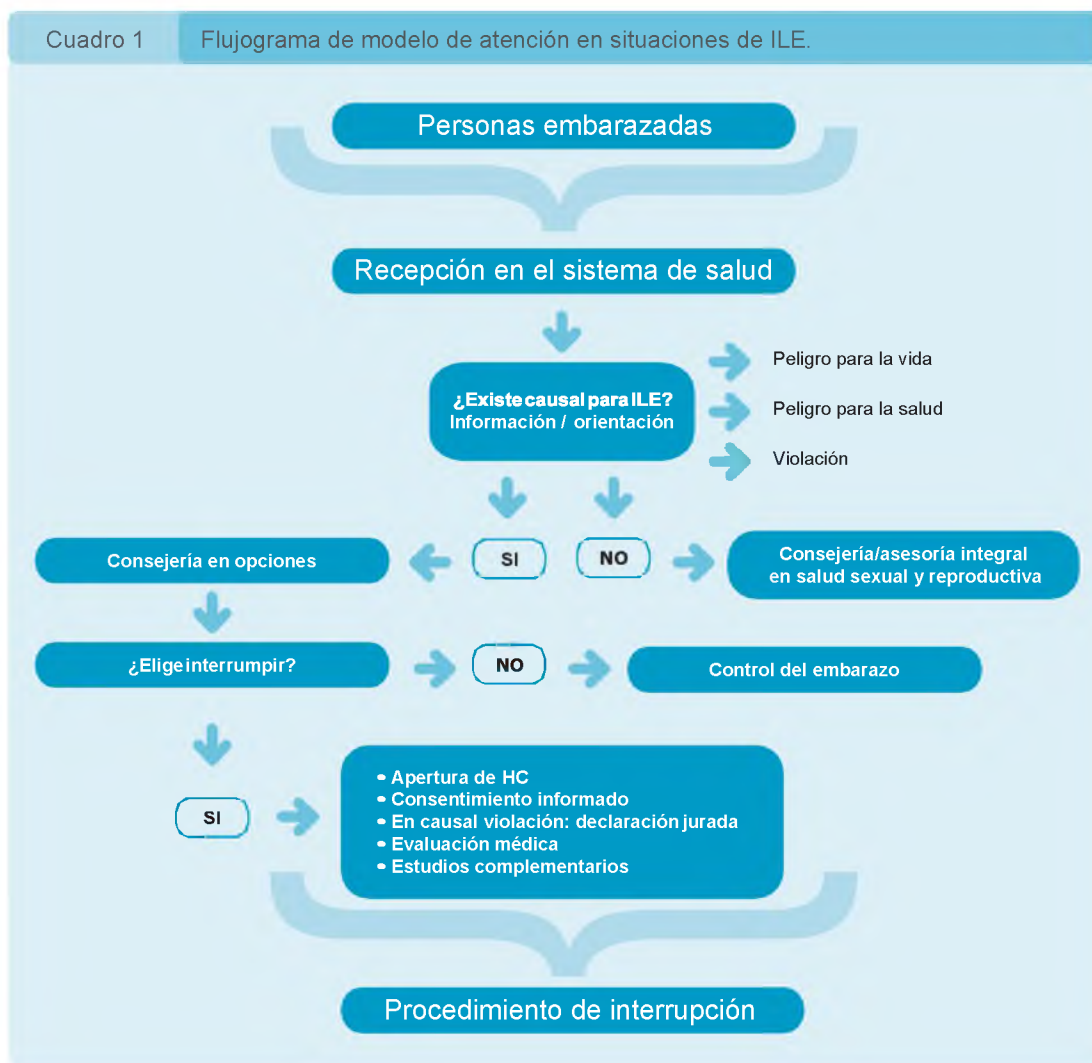 Cuadro 1
Flujograma de modelo de atención en situaciones de ILE.
Personas embarazadas
Recepción en el sistema de salud
¿Existe causal para ILE?
Información / orientación
Peligro para la vida
Peligro para la salud
Violación
Consejería en opciones
SI
NO
Consejería/asesoría integral
en salud sexual y reproductiva
¿Elige interrumpir?
NO
Control del embarazo
SI
• Apertura de HC
• Consentimiento informado
• En causal violación: declaración jurada
• Evaluación médica
• Estudios complementarios
Procedimiento de interrupción